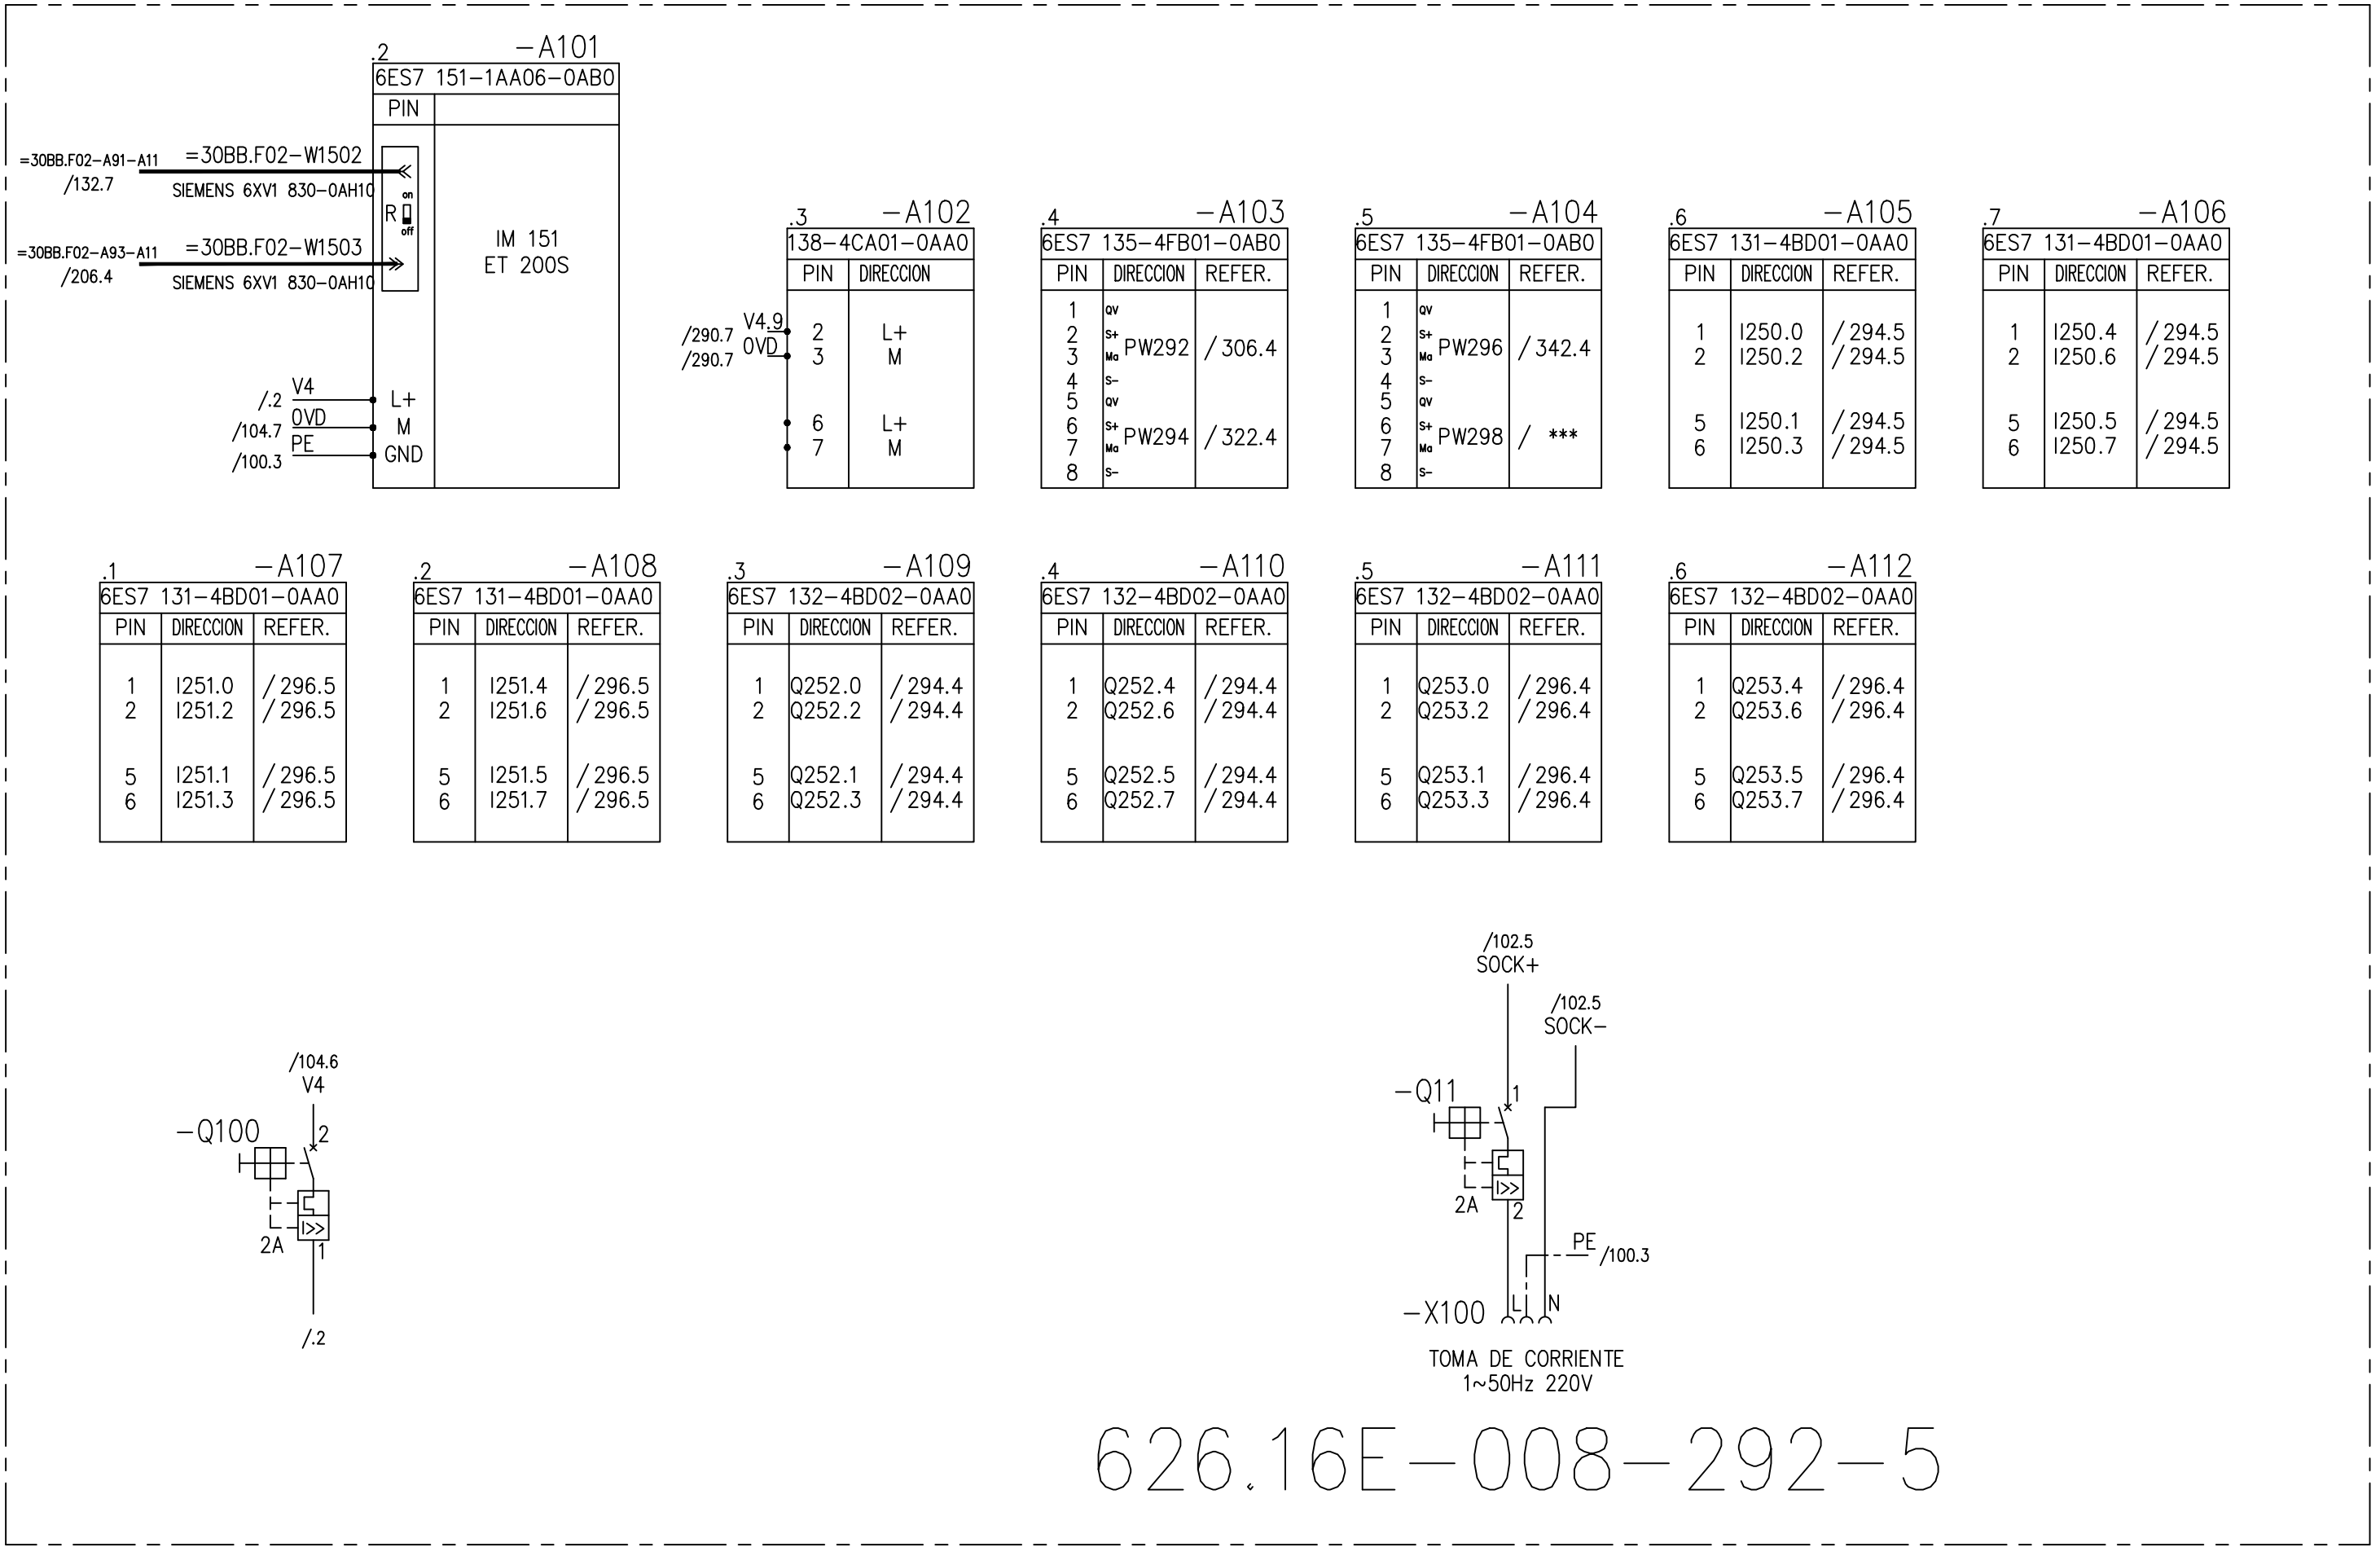 .2 -A101
6ES7 151-1AA06-0AB0
PIN
=30BB.F02-A91-A11 =30BB.F02-W1502
/132.7 SIEMENS 6XV1 830-0AH10
on
R
off
=30BB.F02-A93-A11 =30BB.F02-W1503
/206.4 SIEMENS 6XV1 830-0AH10
IM 151
ET 200S
/.2 V4 L+
/104.7 0VD M
/100.3 PE GND
.3 -A102
138-4CA01-0AA0
PIN DIRECCION
/290.7 V4.9 2 L+
/290.7 0VD 3 M
6 L+
7 M
.4 -A103
6ES7 135-4FB01-0AB0
PIN DIRECCION REFER.
1 QV
2 S+
PW292 /306.4
3 Ma
4 S-
5 QV
6 S+
PW294 /322.4
7 Ma
8 S-
.5 -A104
6ES7 135-4FB01-0AB0
PIN DIRECCION REFER.
1 QV
2 S+
PW296 /342.4
3 Ma
4 S-
5 QV
6 S+
PW298 / ***
7 Ma
8 S-
.6 -A105
6ES7 131-4BD01-0AA0
PIN DIRECCION REFER.
1 I250.0 /294.5
2 I250.2 /294.5
5 I250.1 /294.5
6 I250.3 /294.5
.7 -A106
6ES7 131-4BD01-0AA0
PIN DIRECCION REFER.
1 I250.4 /294.5
2 I250.6 /294.5
5 I250.5 /294.5
6 I250.7 /294.5
.1 -A107
6ES7 131-4BD01-0AA0
PIN DIRECCION REFER.
1 I251.0 /296.5
2 I251.2 /296.5
5 I251.1 /296.5
6 I251.3 /296.5
.2 -A108
6ES7 131-4BD01-0AA0
PIN DIRECCION REFER.
1 I251.4 /296.5
2 I251.6 /296.5
5 I251.5 /296.5
6 I251.7 /296.5
.3 -A109
6ES7 132-4BD02-0AA0
PIN DIRECCION REFER.
1 Q252.0 /294.4
2 Q252.2 /294.4
5 Q252.1 /294.4
6 Q252.3 /294.4
.4 -A110
6ES7 132-4BD02-0AA0
PIN DIRECCION REFER.
1 Q252.4 /294.4
2 Q252.6 /294.4
5 Q252.5 /294.4
6 Q252.7 /294.4
.5 -A111
6ES7 132-4BD02-0AA0
PIN DIRECCION REFER.
1 Q253.0 /296.4
2 Q253.2 /296.4
5 Q253.1 /296.4
6 Q253.3 /296.4
.6 -A112
6ES7 132-4BD02-0AA0
PIN DIRECCION REFER.
1 Q253.4 /296.4
2 Q253.6 /296.4
5 Q253.5 /296.4
6 Q253.7 /296.4
/104.6
V4
-Q100 2
I>>
2A 1
/.2
/102.5
SOCK+
/102.5
SOCK-
-Q11 1
I>>
2A 2
PE /100.3
-X100 L N
TOMA DE CORRIENTE
1~50Hz 220V
626.16E-008-292-5